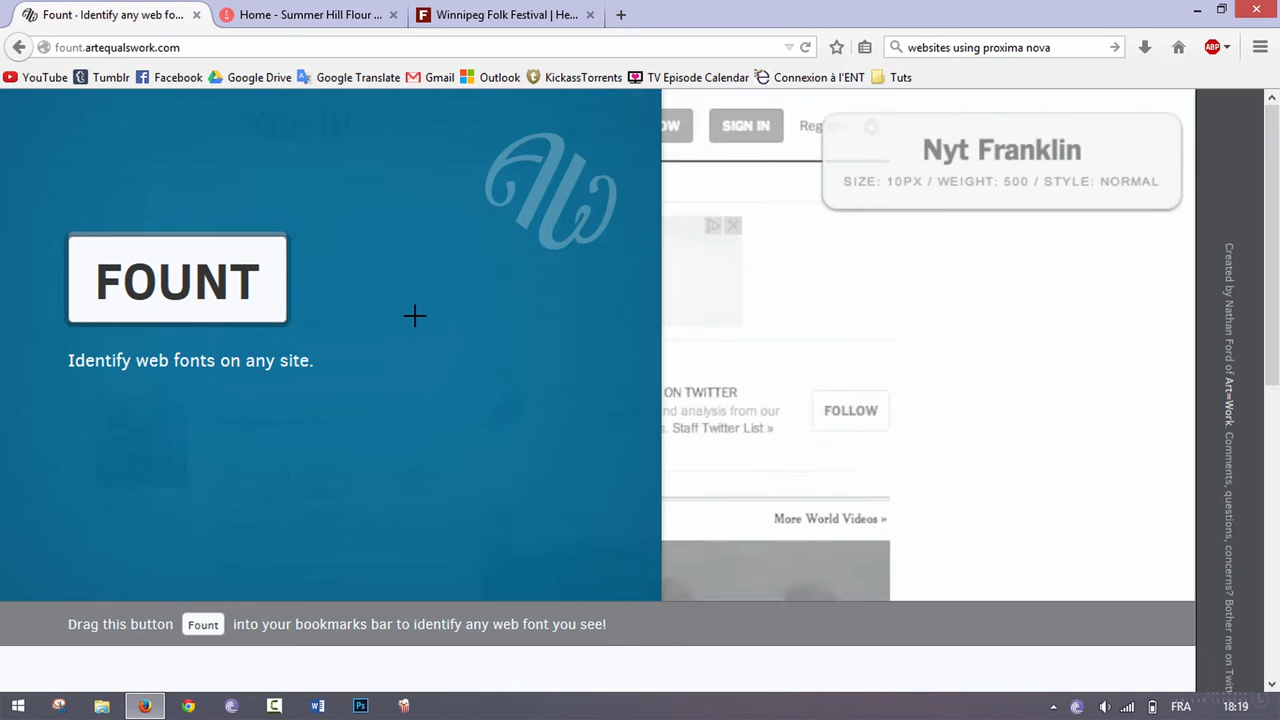 Fount · Identify any web fo...
Home - Summer Hill Flour ...
Winnipeg Folk Festival | He...
fount.artequalswork.com
websites using proxima nova
ABP
YouTube
Tumblr
Facebook
Google Drive
Google Translate
Gmail
Outlook
KickassTorrents
TV Episode Calendar
Connexion à l'ENT
Tuts
World
OW
SIGN IN
Nyt Franklin
SIZE: 10PX / WEIGHT: 500 / STYLE: NORMAL
FOUNT
Identify web fonts on any site.
ON TWITTER
and analysis from our
Staff Twitter List »
FOLLOW
More World Videos »
Drag this button Fount into your bookmarks bar to identify any web font you see!
Created by Nathan Ford of Art=Work. Comments, questions, concerns? Bother me on Twit
FRA
18:19